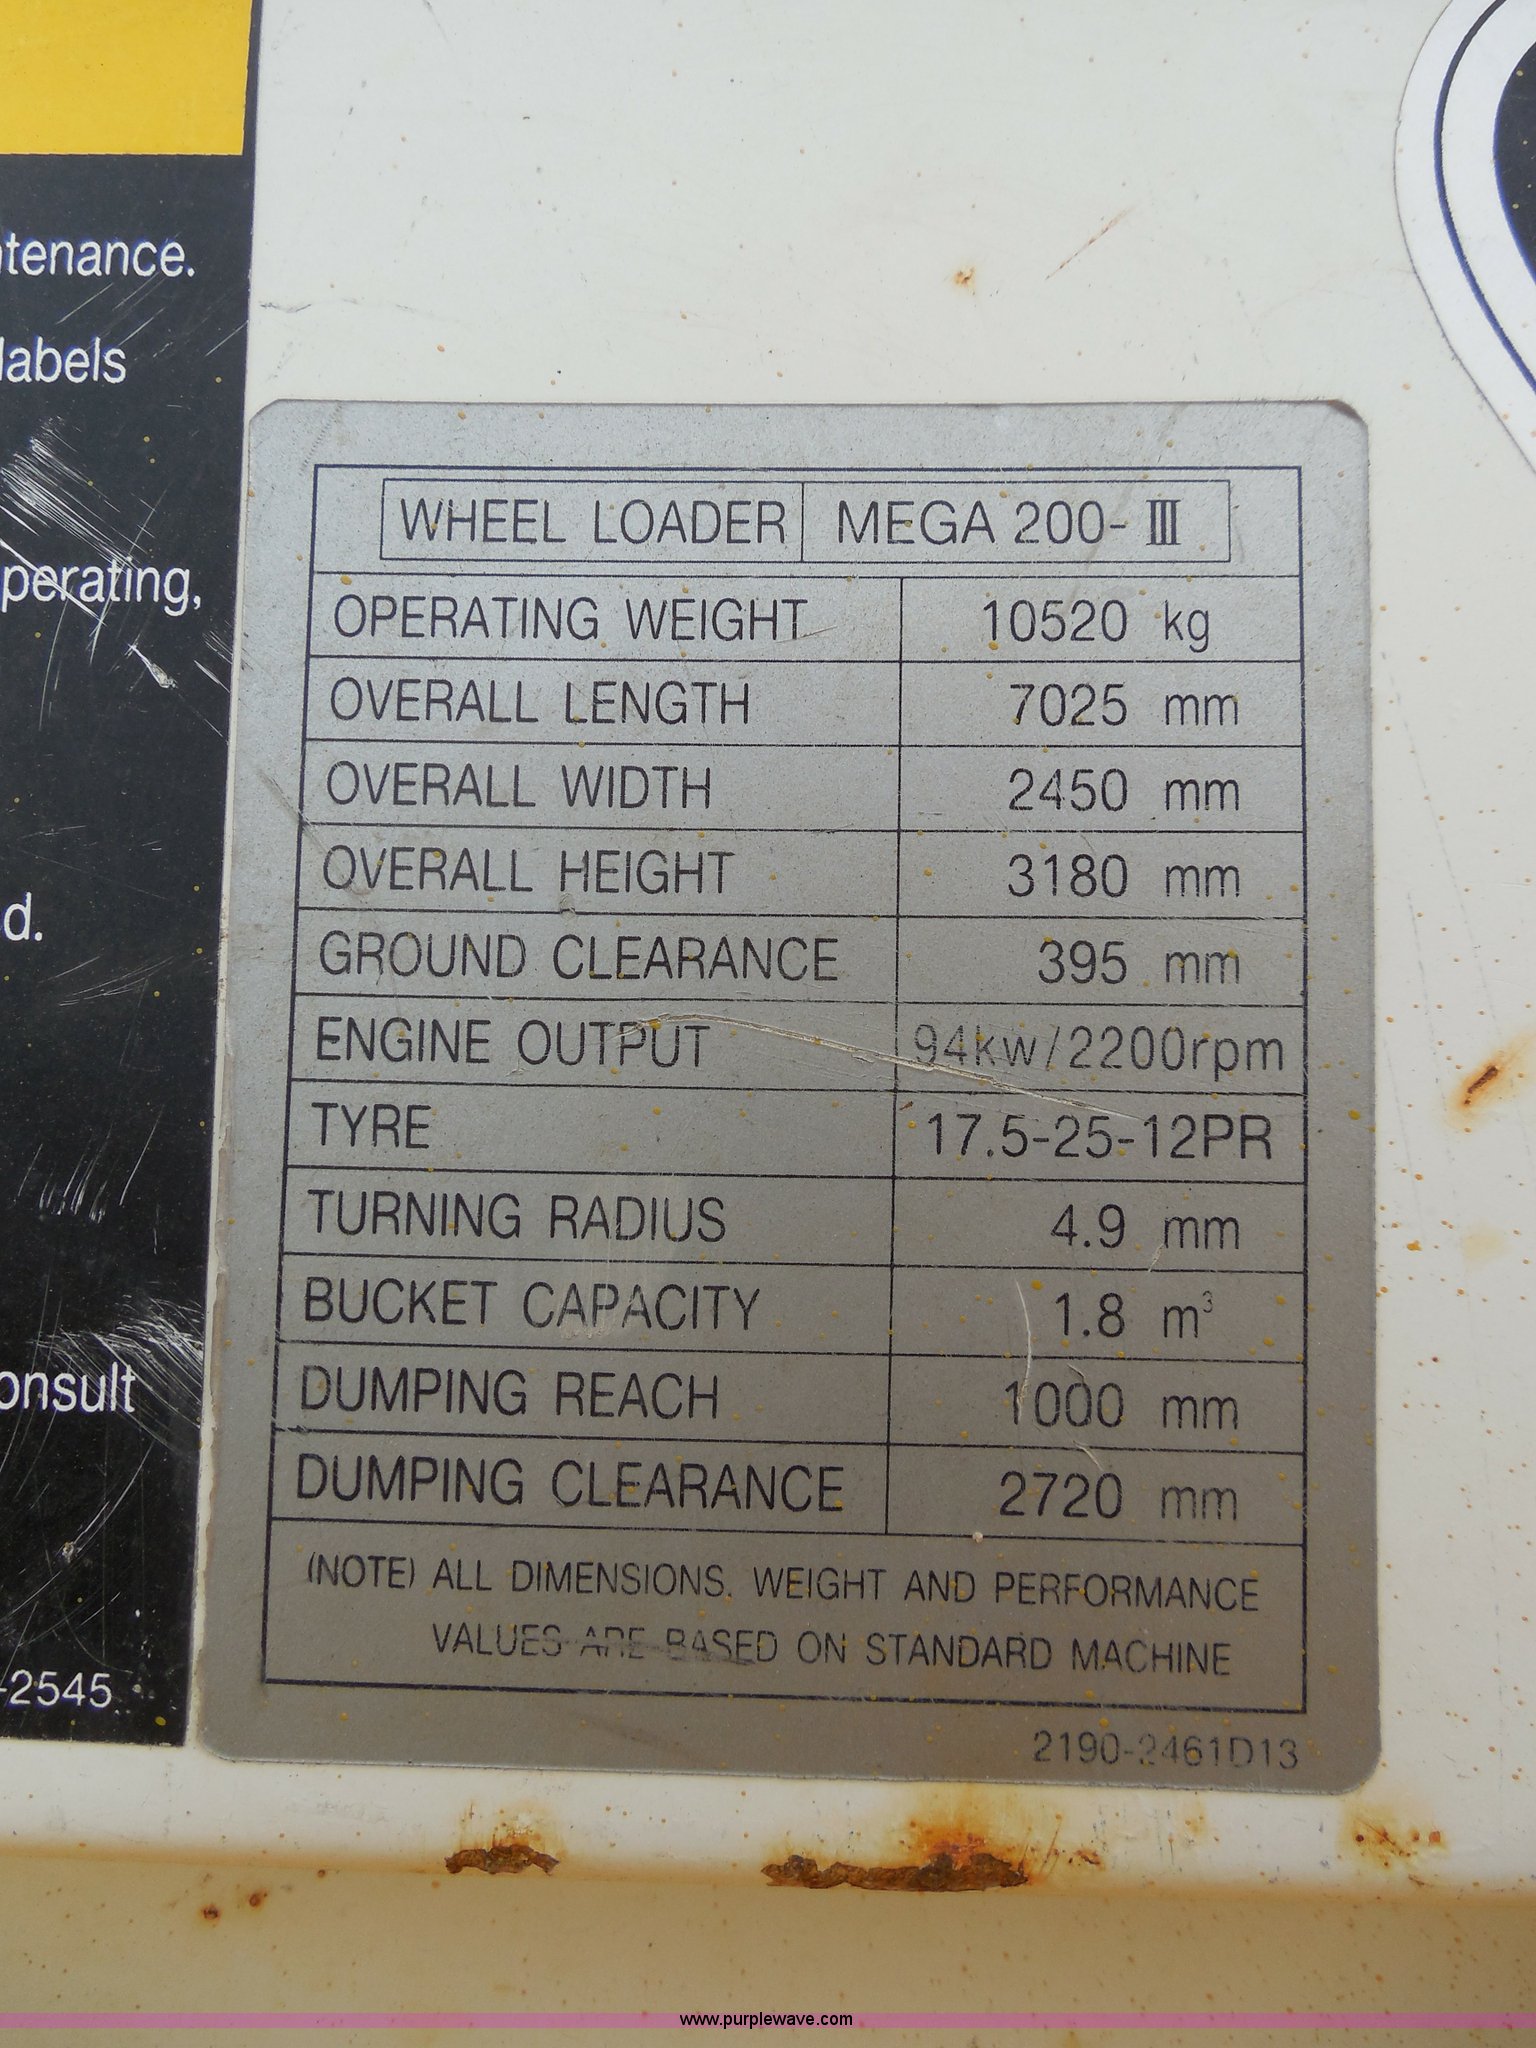 ntenance.
labels
perating,
d.
onsult
-2545
WHEEL LOADER MEGA 200-III
OPERATING WEIGHT 10520 kg
OVERALL LENGTH 7025 mm
OVERALL WIDTH 2450 mm
OVERALL HEIGHT 3180 mm
GROUND CLEARANCE 395 mm
ENGINE OUTPUT 94kw/2200rpm
TYRE 17.5-25-12PR
TURNING RADIUS 4.9 mm
BUCKET CAPACITY 1.8 m³
DUMPING REACH 1000 mm
DUMPING CLEARANCE 2720 mm
(NOTE) ALL DIMENSIONS. WEIGHT AND PERFORMANCE
VALUES ARE BASED ON STANDARD MACHINE
2190-2461D13
www.purplewave.com